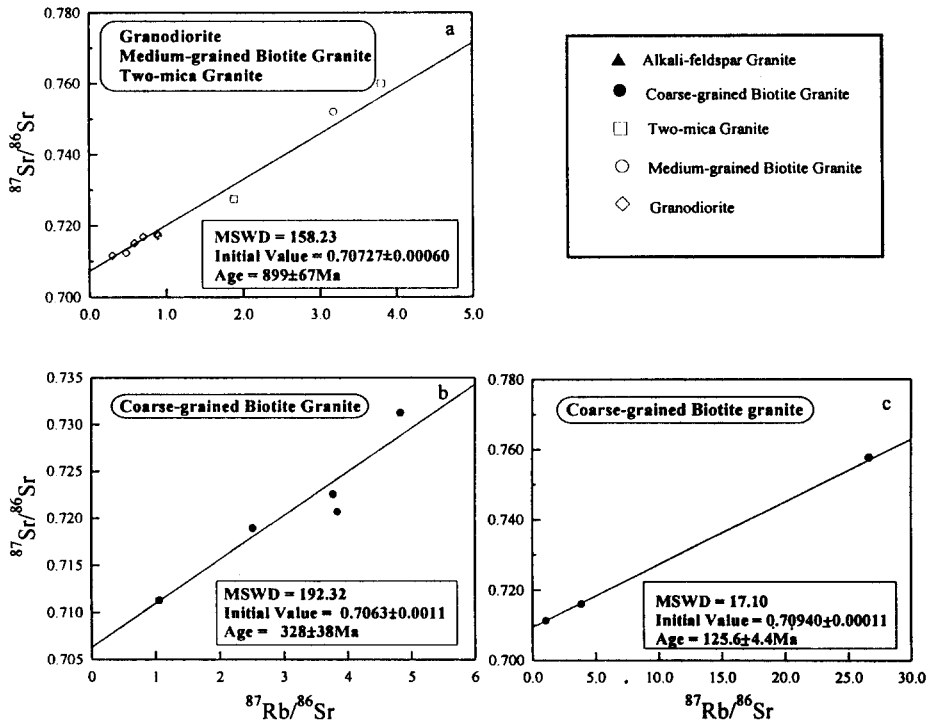 0.780
0.760
0.740
0.720
0.700
87Sr/86Sr
a
Granodiorite
Medium-grained Biotite Granite
Two-mica Granite
MSWD = 158.23
Initial Value = 0.70727±0.00060
Age = 899±67Ma
0.0 1.0 2.0 3.0 4.0 5.0
Alkali-feldspar Granite
Coarse-grained Biotite Granite
Two-mica Granite
Medium-grained Biotite Granite
Granodiorite
0.735
0.730
0.725
0.720
0.715
0.710
0.705
87Sr/86Sr
b
Coarse-grained Biotite Granite
MSWD = 192.32
Initial Value = 0.7063±0.0011
Age = 328±38Ma
0 1 2 3 4 5 6
87Rb/86Sr
0.780
0.760
0.740
0.720
0.700
c
Coarse-grained Biotite granite
MSWD = 17.10
Initial Value = 0.70940±0.00011
Age = 125.6±4.4Ma
0.0 5.0 10.0 15.0 20.0 25.0 30.0
87Rb/86Sr